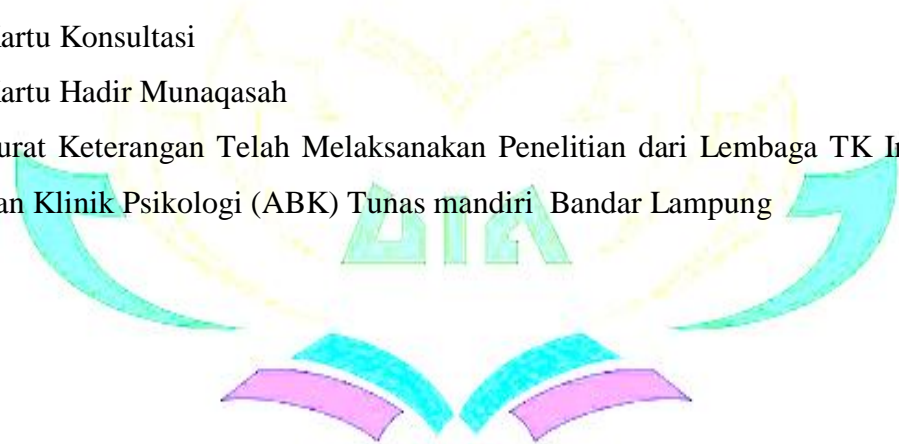 artu Konsultasi
artu Hadir Munaqasah
urat Keterangan Telah Melaksanakan Penelitian dari Lembaga TK In
an Klinik Psikologi (ABK) Tunas mandiri Bandar Lampung